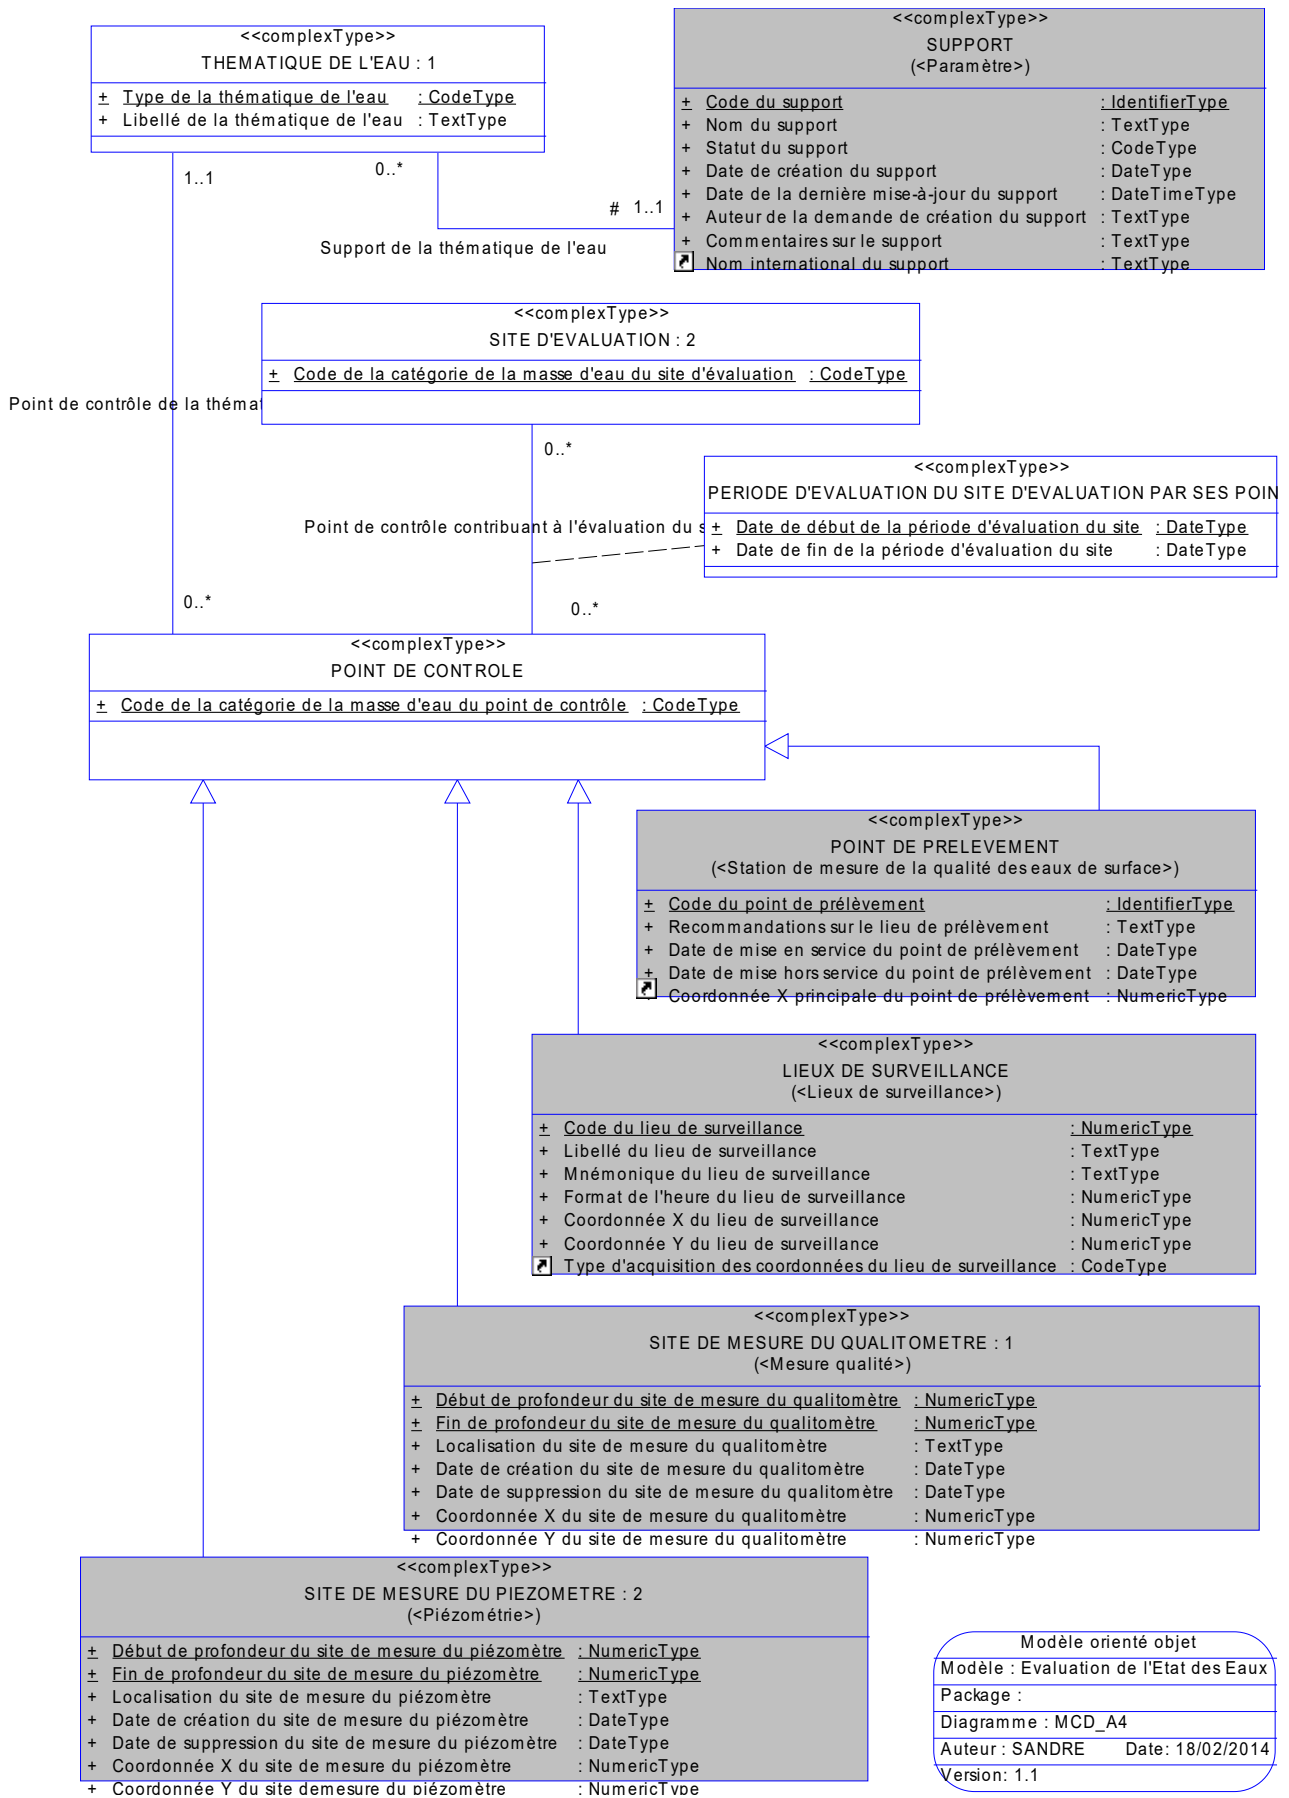 <<complexType>>
THEMATIQUE DE L'EAU : 1
+ Type de la thématique de l'eau : CodeType
+ Libellé de la thématique de l'eau : TextType
<<complexType>>
SUPPORT
(<Paramètre>)
+ Code du support : IdentifierType
+ Nom du support : TextType
+ Statut du support : CodeType
+ Date de création du support : DateType
+ Date de la dernière mise-à-jour du support : DateTimeType
+ Auteur de la demande de création du support : TextType
+ Commentaires sur le support : TextType
Nom international du support : TextType
1..1
0..*
# 1..1
Support de la thématique de l'eau
<<complexType>>
SITE D'EVALUATION : 2
+ Code de la catégorie de la masse d'eau du site d'évaluation : CodeType
Point de contrôle de la théma
0..*
<<complexType>>
PERIODE D'EVALUATION DU SITE D'EVALUATION PAR SES POIN
+ Date de début de la période d'évaluation du site : DateType
+ Date de fin de la période d'évaluation du site : DateType
Point de contrôle contribuant à l'évaluation du s
0..*
0..*
<<complexType>>
POINT DE CONTROLE
+ Code de la catégorie de la masse d'eau du point de contrôle : CodeType
<<complexType>>
POINT DE PRELEVEMENT
(<Station de mesure de la qualité des eaux de surface>)
+ Code du point de prélèvement : IdentifierType
+ Recommandations sur le lieu de prélèvement : TextType
+ Date de mise en service du point de prélèvement : DateType
+ Date de mise hors service du point de prélèvement : DateType
+ Coordonnée X principale du point de prélèvement : NumericType
<<complexType>>
LIEUX DE SURVEILLANCE
(<Lieux de surveillance>)
+ Code du lieu de surveillance : NumericType
+ Libellé du lieu de surveillance : TextType
+ Mnémonique du lieu de surveillance : TextType
+ Format de l'heure du lieu de surveillance : NumericType
+ Coordonnée X du lieu de surveillance : NumericType
+ Coordonnée Y du lieu de surveillance : NumericType
Type d'acquisition des coordonnées du lieu de surveillance : CodeType
<<complexType>>
SITE DE MESURE DU QUALITOMETRE : 1
(<Mesure qualité>)
+ Début de profondeur du site de mesure du qualitomètre : NumericType
+ Fin de profondeur du site de mesure du qualitomètre : NumericType
+ Localisation du site de mesure du qualitomètre : TextType
+ Date de création du site de mesure du qualitomètre : DateType
+ Date de suppression du site de mesure du qualitomètre : DateType
+ Coordonnée X du site de mesure du qualitomètre : NumericType
+ Coordonnée Y du site de mesure du qualitomètre : NumericType
<<complexType>>
SITE DE MESURE DU PIEZOMETRE : 2
(<Piézométrie>)
+ Début de profondeur du site de mesure du piézomètre : NumericType
+ Fin de profondeur du site de mesure du piézomètre : NumericType
+ Localisation du site de mesure du piézomètre : TextType
+ Date de création du site de mesure du piézomètre : DateType
+ Date de suppression du site de mesure du piézomètre : DateType
+ Coordonnée X du site de mesure du piézomètre : NumericType
+ Coordonnée Y du site demesure du piézomètre : NumericType
Modèle orienté objet
Modèle : Evaluation de l'Etat des Eaux
Package :
Diagramme : MCD_A4
Auteur : SANDRE Date: 18/02/2014
Version: 1.1